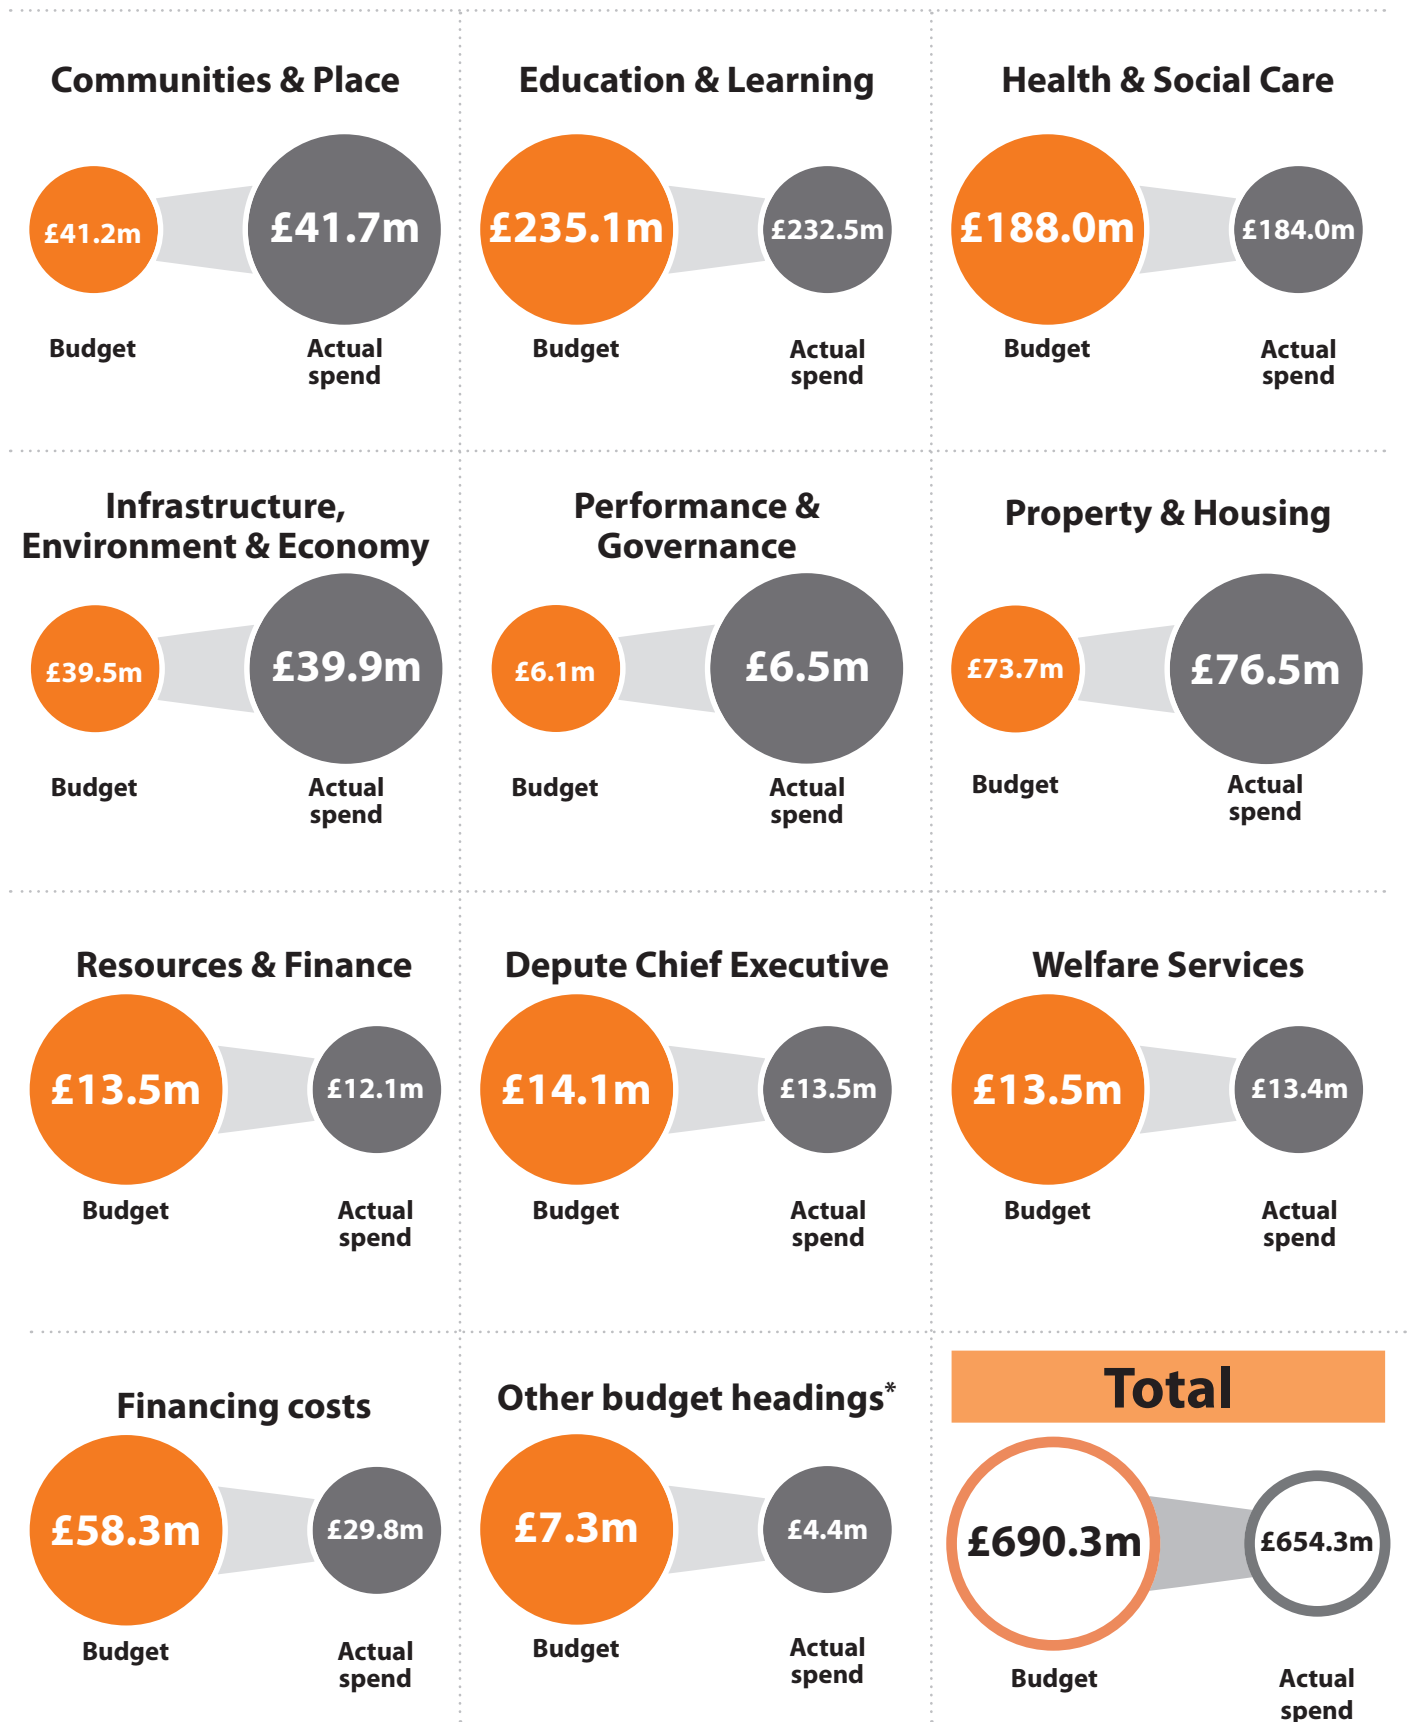 Communities & Place
£41.2m
£41.7m
Budget
Actual
spend
Education & Learning
£235.1m
£232.5m
Budget
Actual
spend
Health & Social Care
£188.0m
£184.0m
Budget
Actual
spend
Infrastructure,
Environment & Economy
£39.5m
£39.9m
Budget
Actual
spend
Performance &
Governance
£6.1m
£6.5m
Budget
Actual
spend
Property & Housing
£73.7m
£76.5m
Budget
Actual
spend
Resources & Finance
£13.5m
£12.1m
Budget
Actual
spend
Depute Chief Executive
£14.1m
£13.5m
Budget
Actual
spend
Welfare Services
£13.5m
£13.4m
Budget
Actual
spend
Financing costs
£58.3m
£29.8m
Budget
Actual
spend
Other budget headings*
£7.3m
£4.4m
Budget
Actual
spend
Total
£690.3m
£654.3m
Budget
Actual
spend